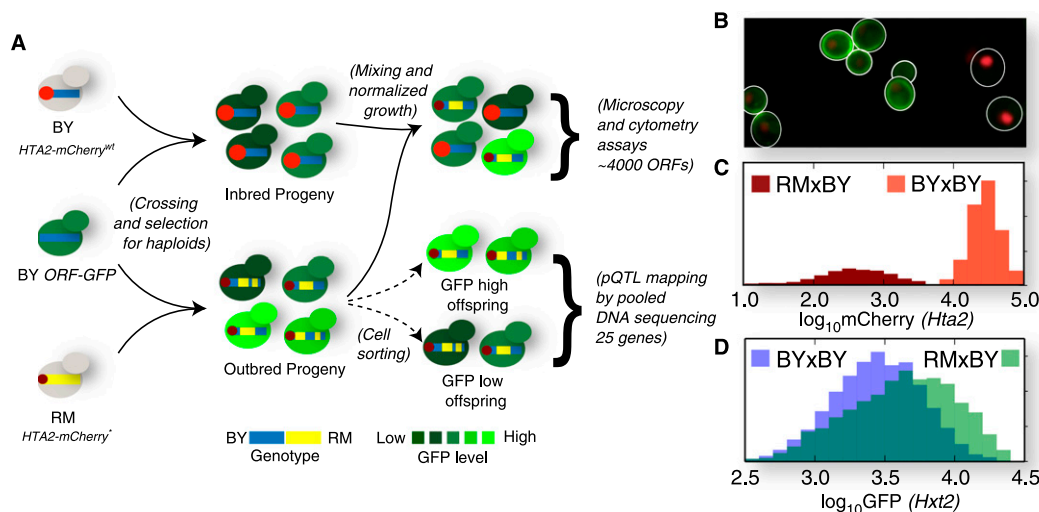 A
BY
HTA2-mCherry^wt
BY ORF-GFP
RM
HTA2-mCherry^*
(Crossing
and selection
for haploids)
Inbred Progeny
Outbred Progeny
(Mixing and
normalized
growth)
(Cell
sorting)
GFP high
offspring
GFP low
offspring
(Microscopy
and cytometry
assays
~4000 ORFs)
(pQTL mapping
by pooled
DNA sequencing
25 genes)
BY
RM
Genotype
Low
High
GFP level
B
C
RMxBY
BYxBY
1.0 2.0 3.0 4.0 5.0
log10mCherry (Hta2)
D
BYxBY
RMxBY
2.5 3.0 3.5 4.0 4.5
log10GFP (Hxt2)